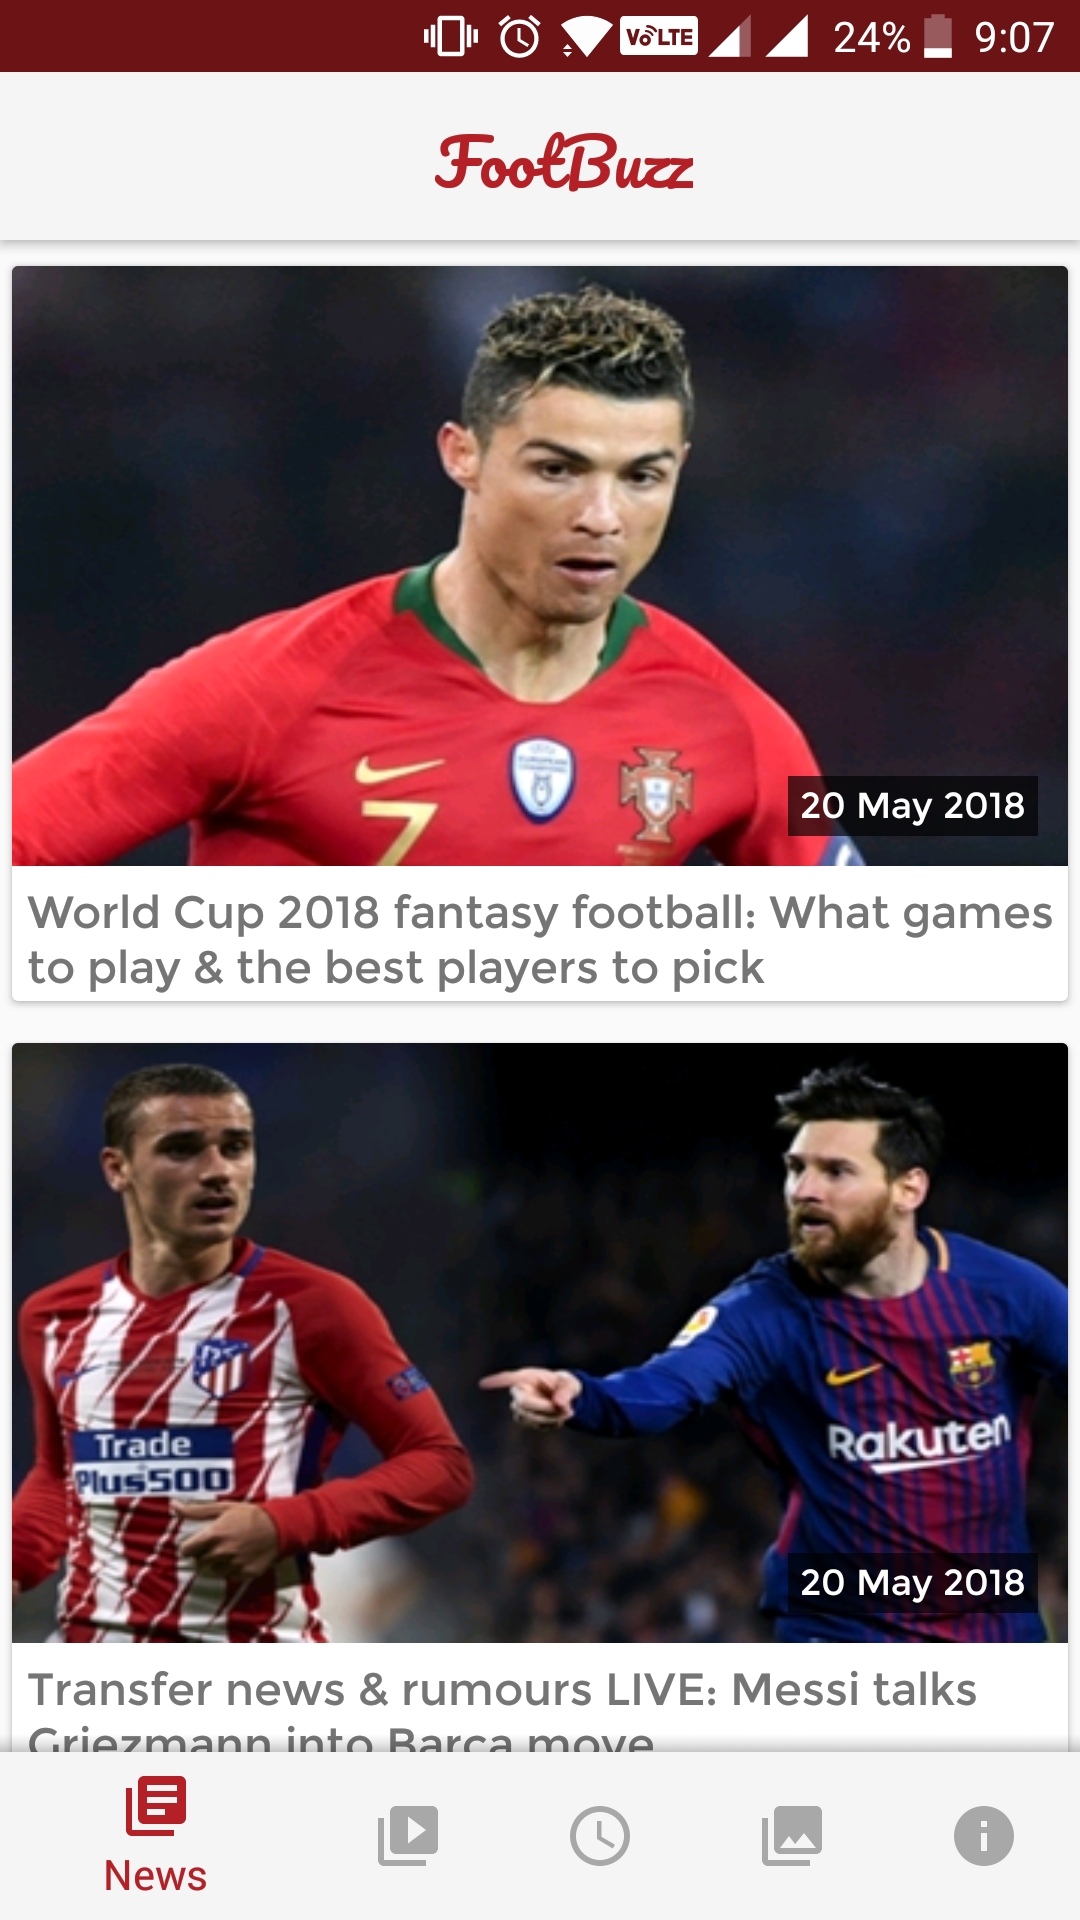 VoLTE 24% 9:07
FootBuzz
7
20 May 2018
World Cup 2018 fantasy football: What games
to play & the best players to pick
Trade
Plus500
Rakuten
20 May 2018
Transfer news & rumours LIVE: Messi talks
Griezmann into Barca move
News